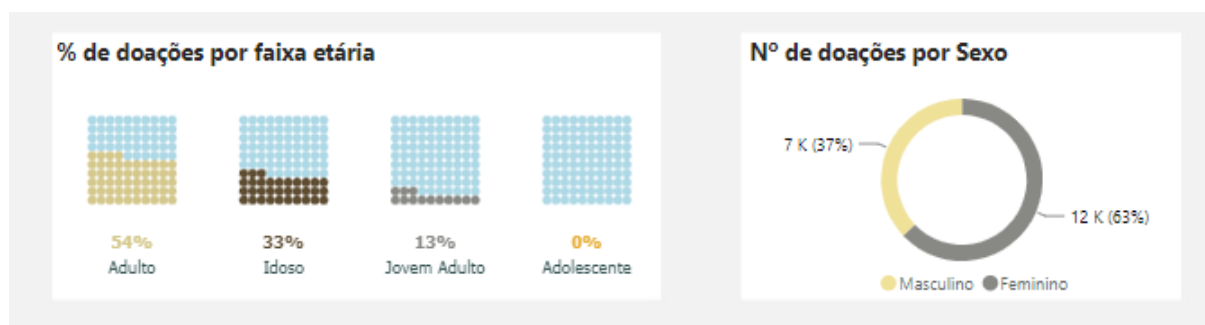 % de doações por faixa etária
54%
Adulto
33%
Idoso
13%
Jovem Adulto
0%
Adolescente
Nº de doações por Sexo
7 K (37%)
12 K (63%)
Masculino Feminino